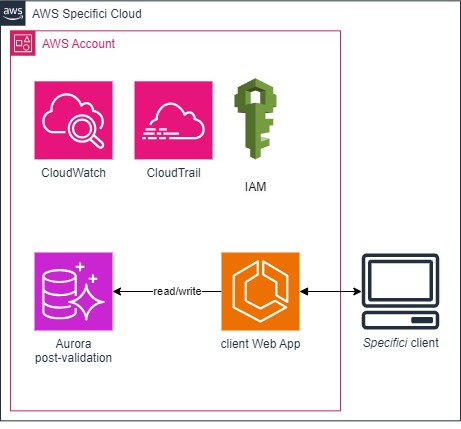 aws
AWS Specifici Cloud
AWS Account
CloudWatch
CloudTrail
IAM
read/write
Aurora
post-validation
client Web App
Specifici client